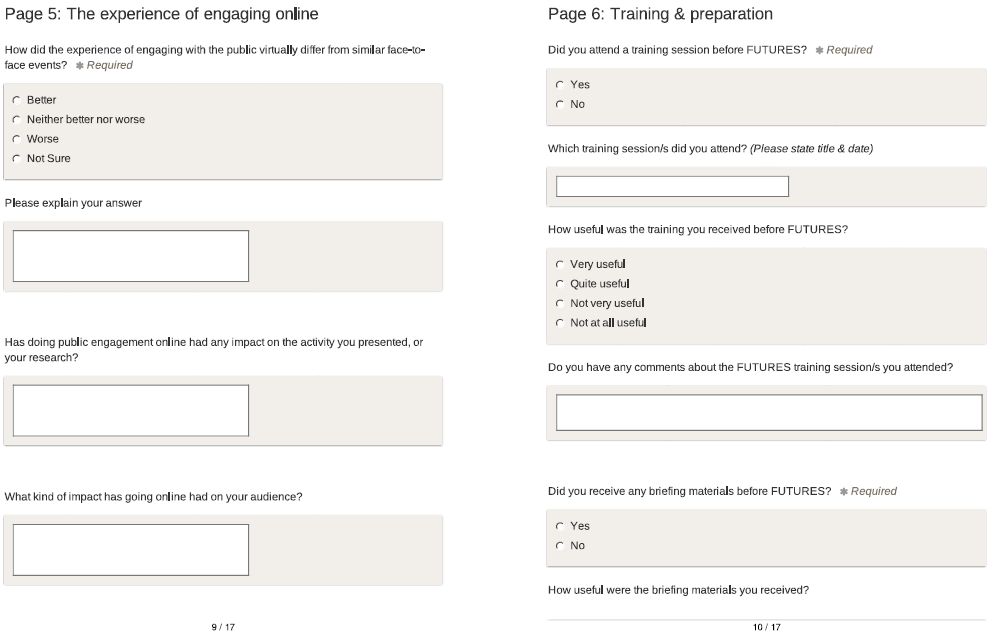 Page 5: The experience of engaging online
How did the experience of engaging with the public virtually differ from similar face-to-
face events? ✱ Required
Better
Neither better nor worse
Worse
Not Sure
Please explain your answer
Has doing public engagement online had any impact on the activity you presented, or
your research?
What kind of impact has going online had on your audience?
9 / 17
Page 6: Training & preparation
Did you attend a training session before FUTURES? ✱ Required
Yes
No
Which training session/s did you attend? (Please state title & date)
How useful was the training you received before FUTURES?
Very useful
Quite useful
Not very useful
Not at all useful
Do you have any comments about the FUTURES training session/s you attended?
Did you receive any briefing materials before FUTURES? ✱ Required
Yes
No
How useful were the briefing materials you received?
10 / 17